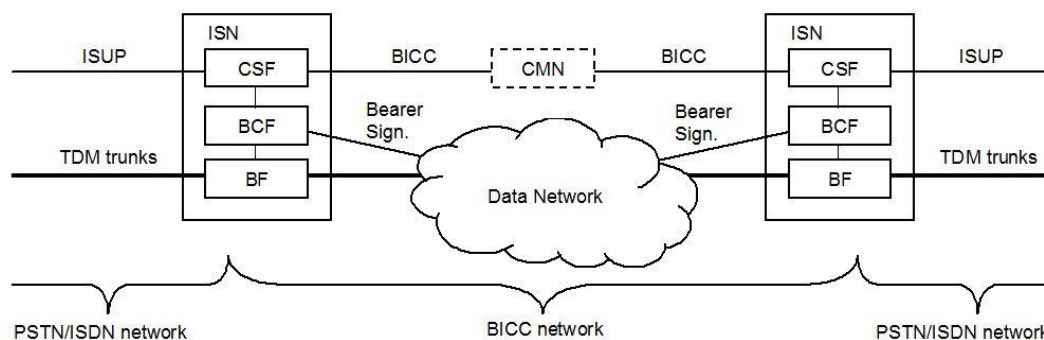 ISN
ISN
ISUP
CSF
BICC
CMN
BICC
CSF
ISUP
Bearer
Sign.
Bearer
Sign.
BCF
BCF
TDM trunks
BF
Data Network
BF
TDM trunks
PSTN/ISDN network
BICC network
PSTN/ISDN network